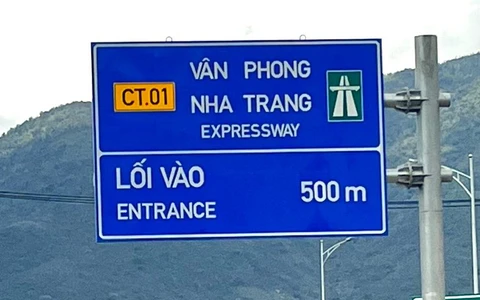 VÂN PHONG
CT.01
NHA TRANG
EXPRESSWAY
LỐI VÀO
500 m
ENTRANCE